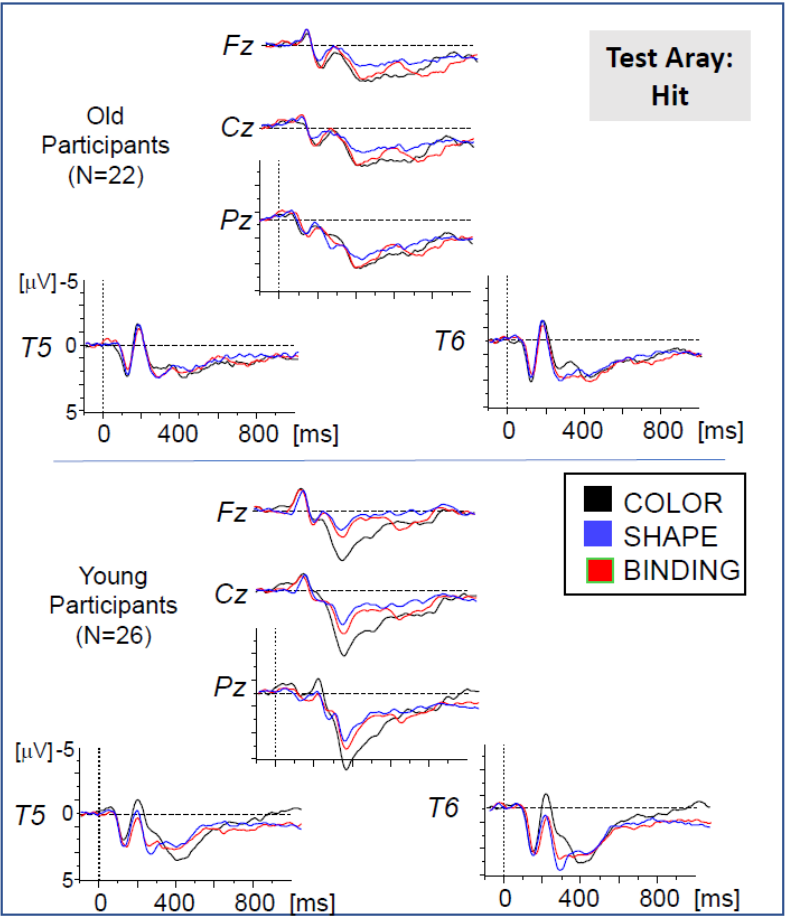 Test Aray:
Hit
Old
Participants
(N=22)
Fz
Cz
Pz
[μV] -5
0
5
T5
0 400 800 [ms]
T6
0 400 800 [ms]
COLOR
SHAPE
BINDING
Young
Participants
(N=26)
Fz
Cz
Pz
[μV] -5
0
5
T5
0 400 800 [ms]
T6
0 400 800 [ms]